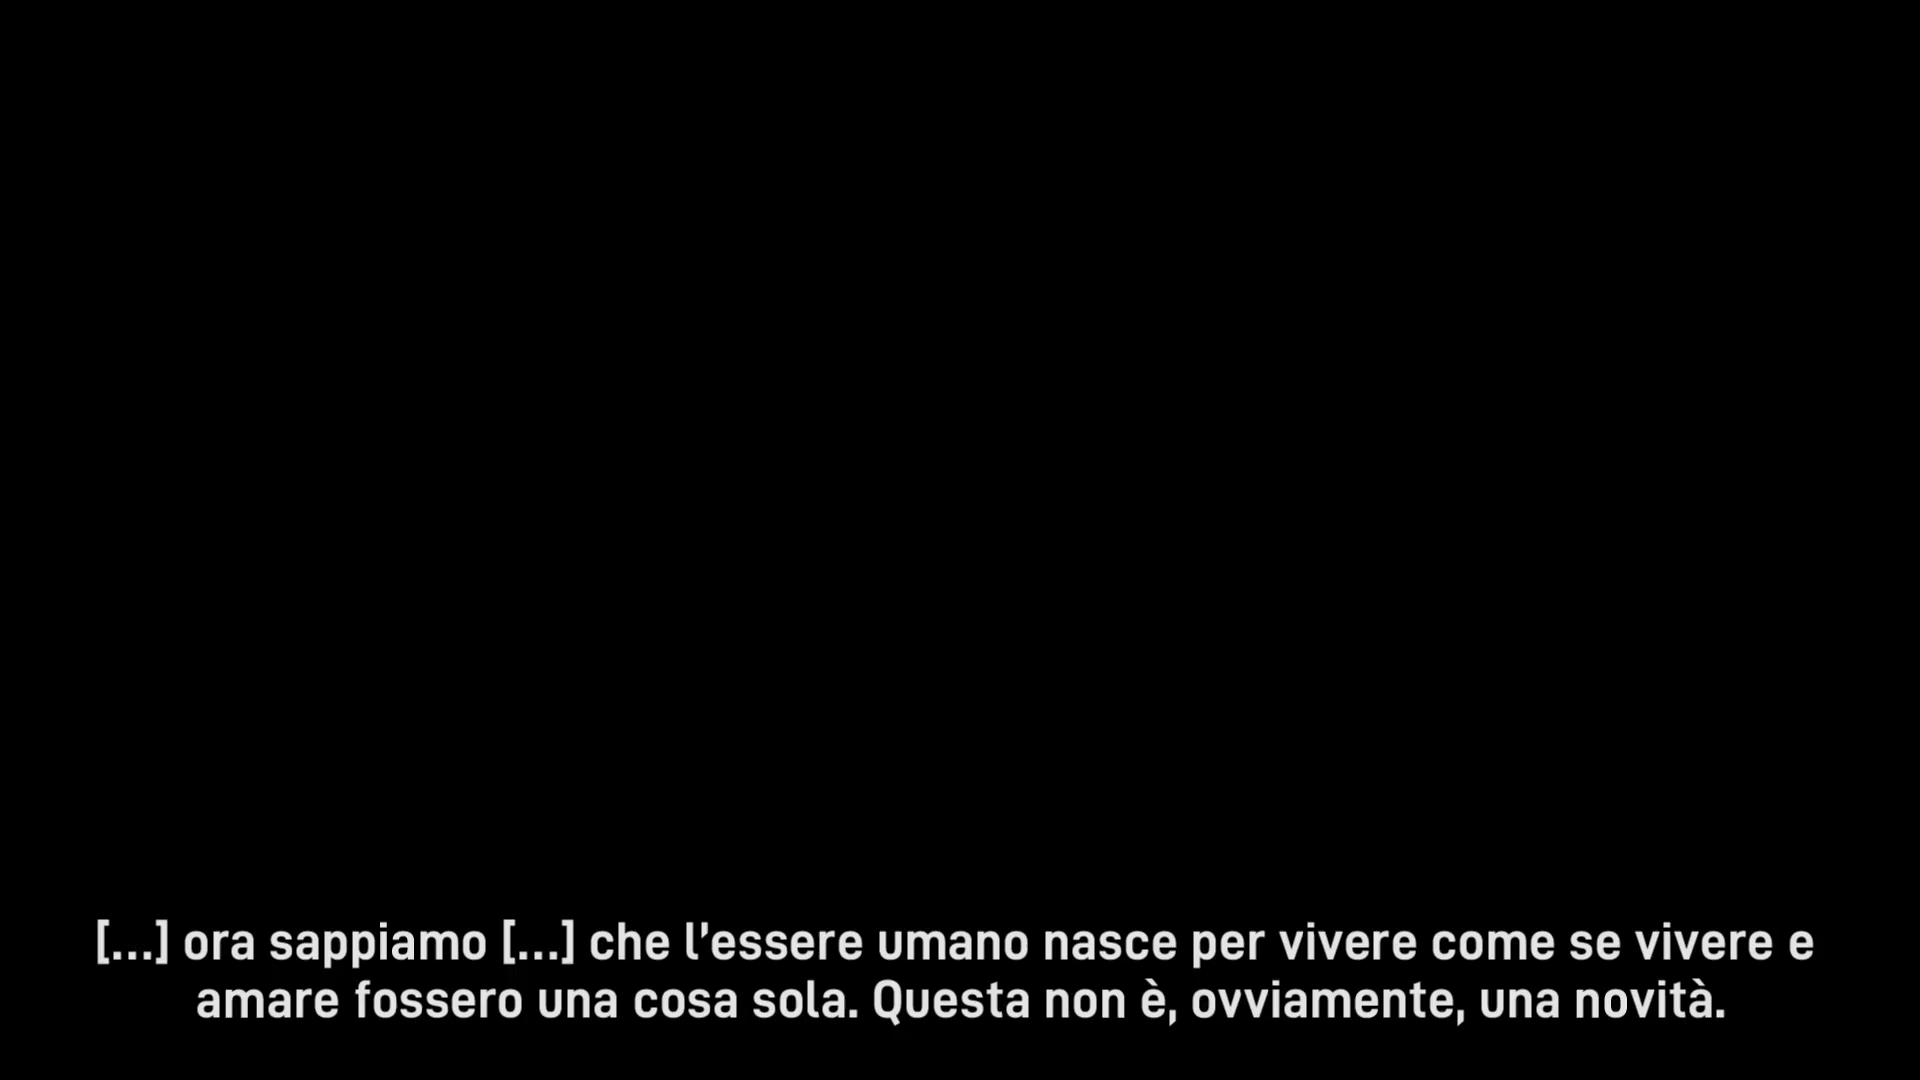 [...] ora sappiamo [...] che l’essere umano nasce per vivere come se vivere e
amare fossero una cosa sola. Questa non è, ovviamente, una novità.